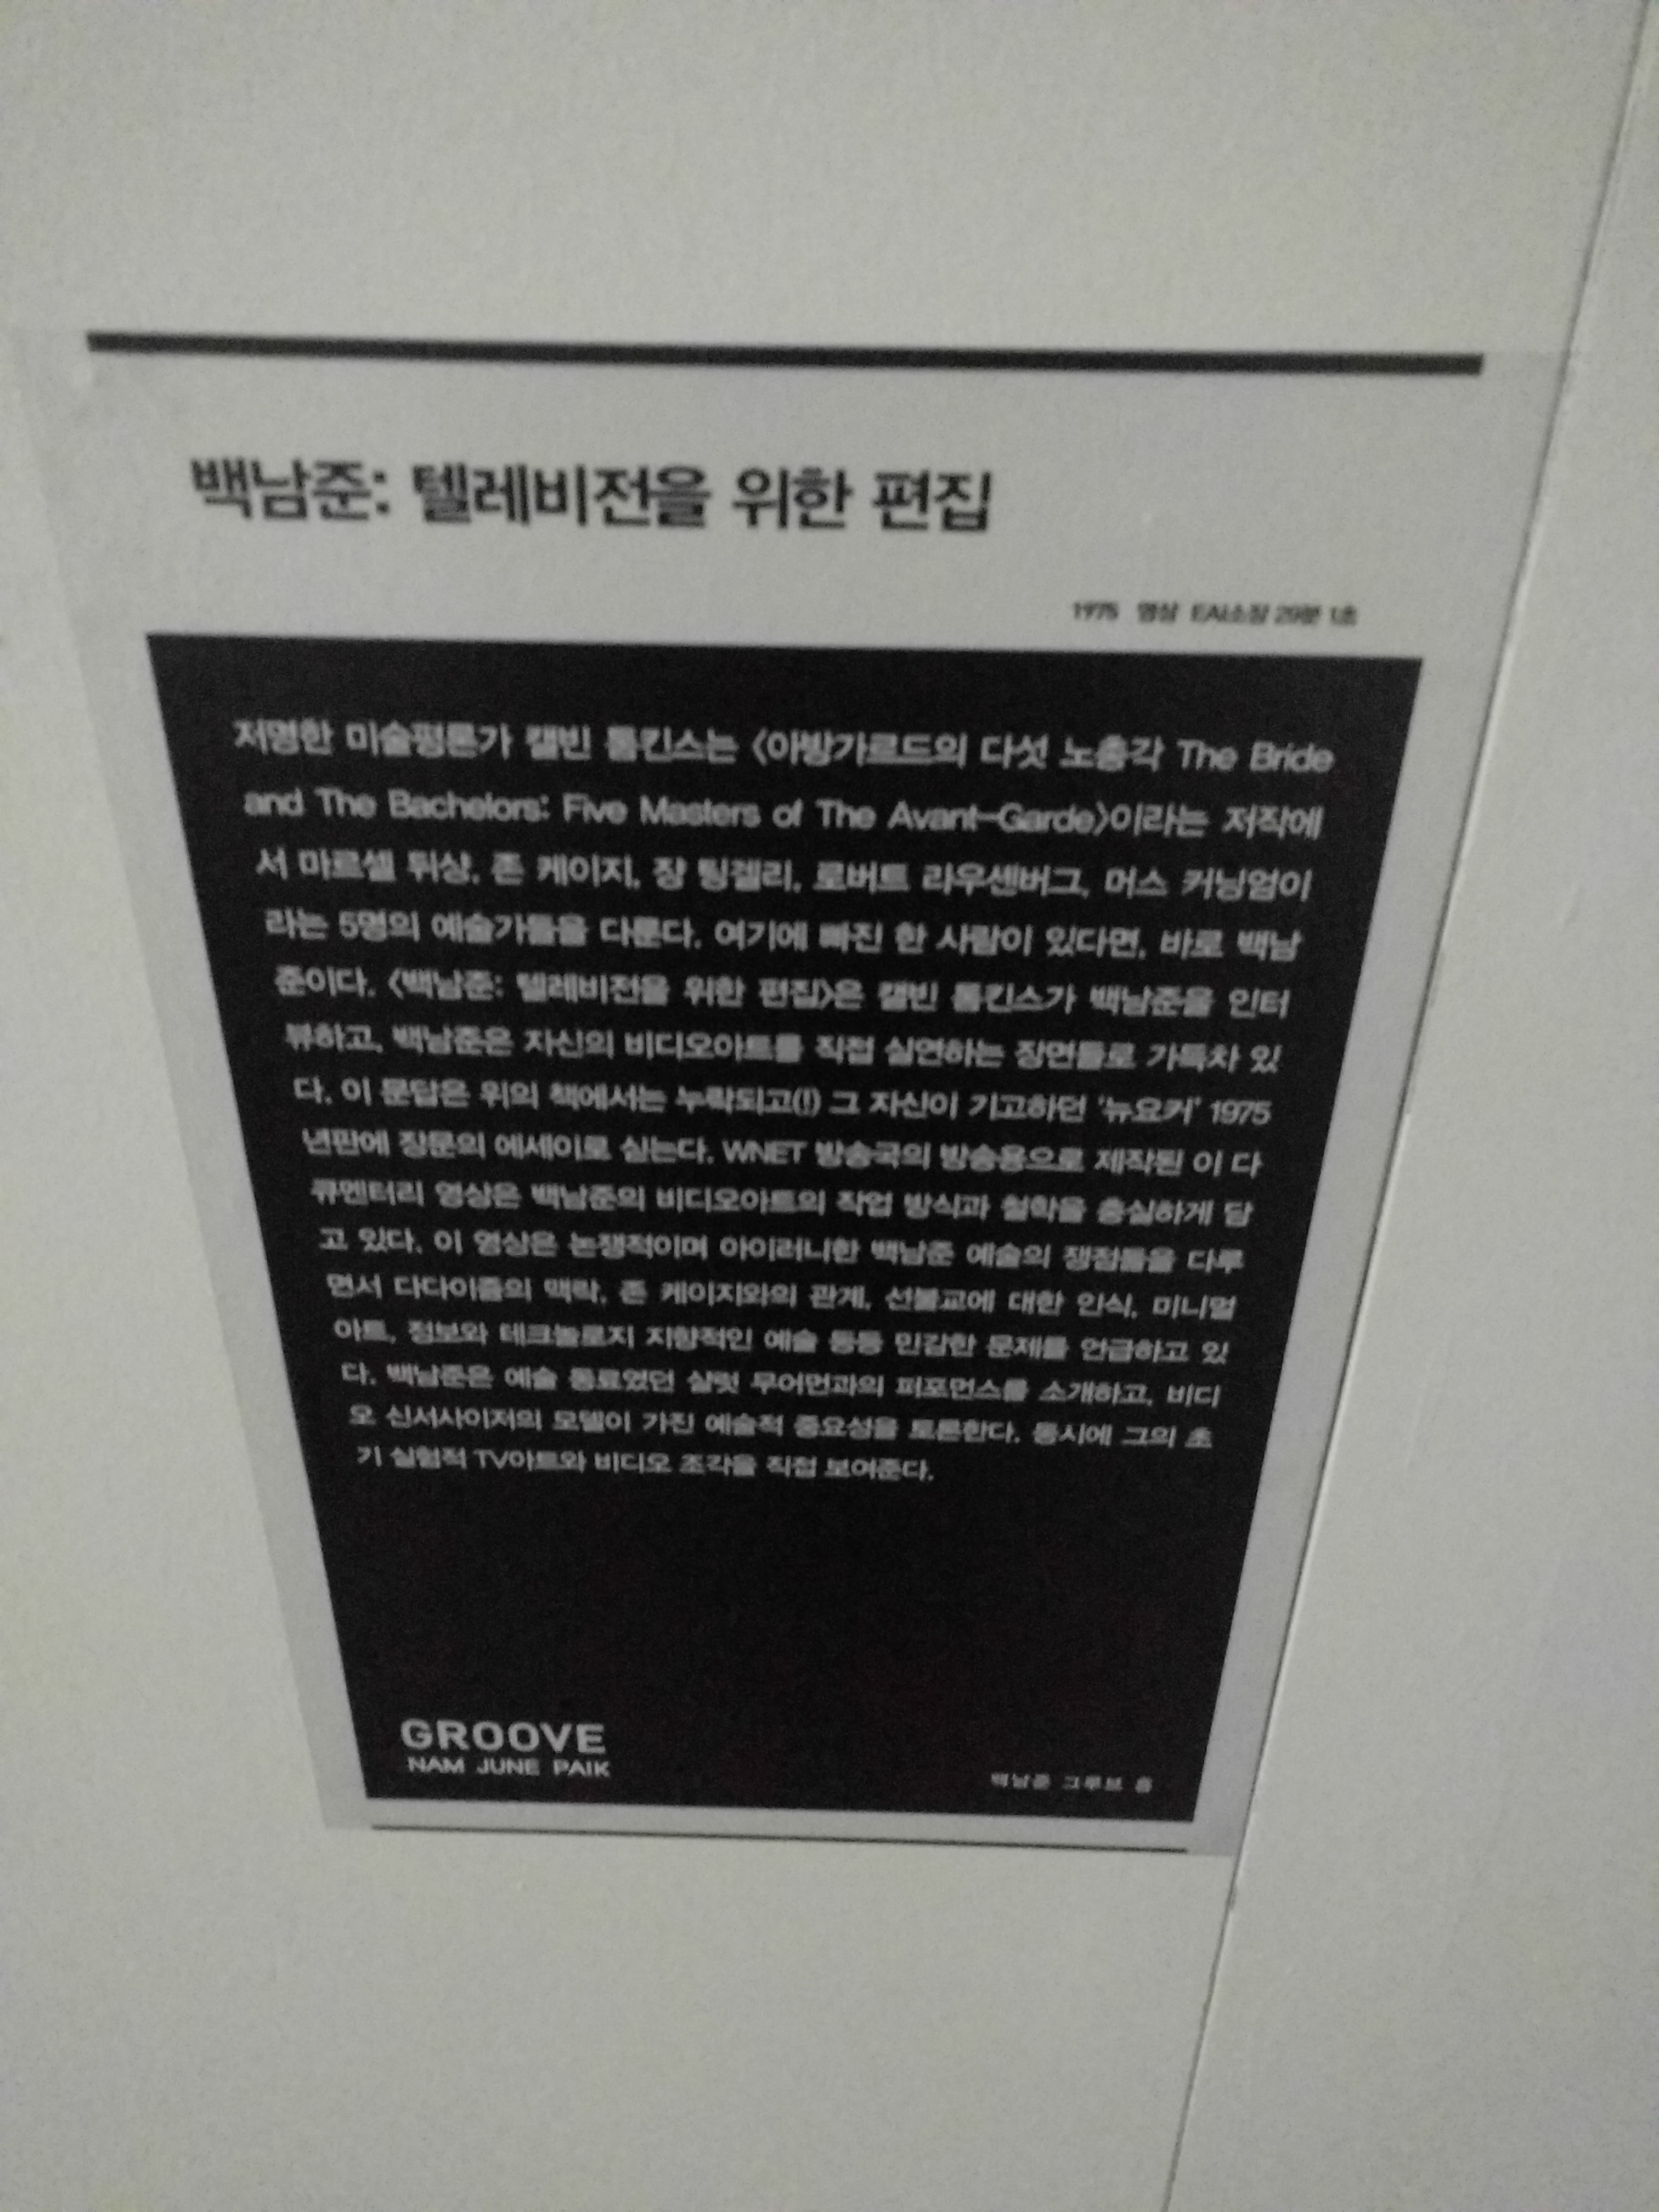 백남준: 텔레비전을 위한 편집
1975 영상 EAI소장 29분 1초
저명한 미술평론가 캘빈 톰킨스는 〈아방가르드의 다섯 노총각 The Bride
and The Bachelors: Five Masters of The Avant-Garde〉이라는 저작에
서 마르셀 뒤샹, 존 케이지, 장 팅겔리, 로버트 라우센버그, 머스 커닝엄이
라는 5명의 예술가들을 다룬다. 여기에 빠진 한 사람이 있다면, 바로 백남
준이다. 〈백남준: 텔레비전을 위한 편집〉은 캘빈 톰킨스가 백남준을 인터
뷰하고, 백남준은 자신의 비디오아트를 직접 실연하는 장면들로 가득차 있
다. 이 문답은 위의 책에서는 누락되고(!) 그 자신이 기고하던 '뉴요커' 1975
년판에 장문의 에세이로 싣는다. WNET 방송국의 방송용으로 제작된 이 다
큐멘터리 영상은 백남준의 비디오아트의 작업 방식과 철학을 충실하게 담
고 있다. 이 영상은 논쟁적이며 아이러니한 백남준 예술의 쟁점들을 다루
면서 다다이즘의 맥락, 존 케이지와의 관계, 선불교에 대한 인식, 미니멀
아트, 정보와 테크놀로지 지향적인 예술 등등 민감한 문제를 언급하고 있
다. 백남준은 예술 동료였던 샬럿 무어먼과의 퍼포먼스를 소개하고, 비디
오 신서사이저의 모델이 가진 예술적 중요성을 토론한다. 동시에 그의 초
기 실험적 TV아트와 비디오 조각을 직접 보여준다.
GROOVE
NAM JUNE PAIK
백남준 그루브 흥